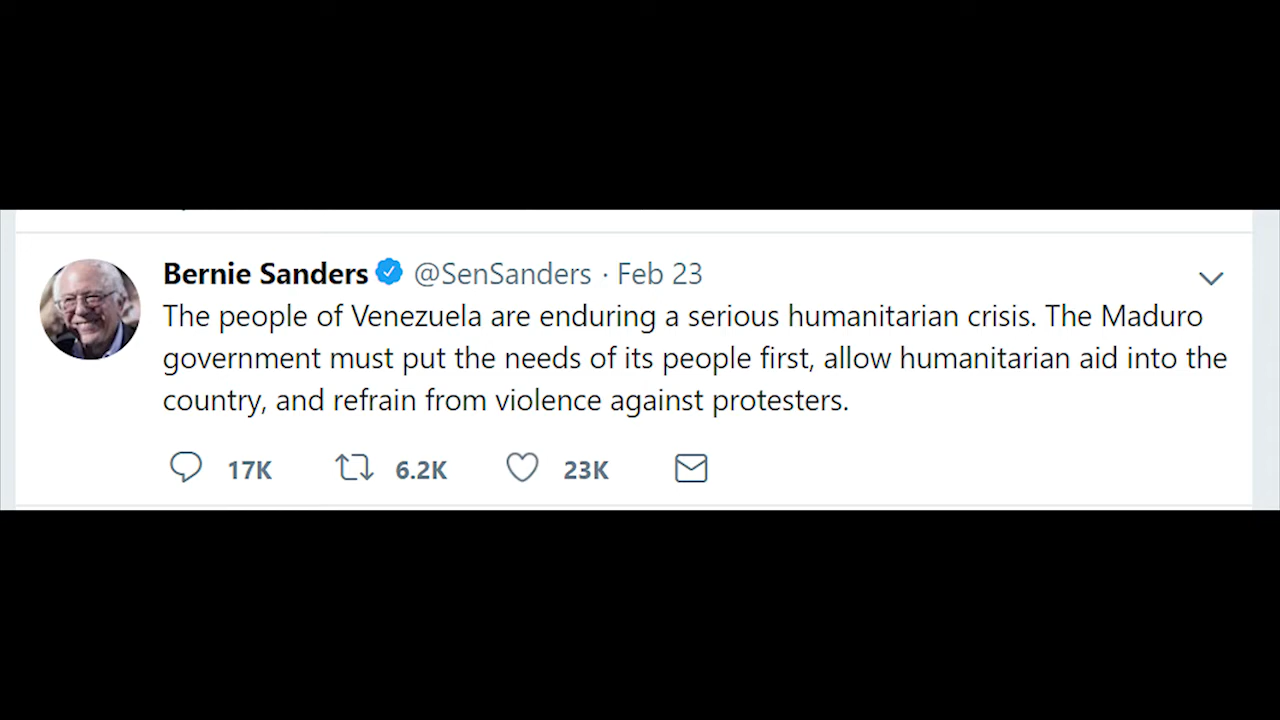 Bernie Sanders @SenSanders · Feb 23
The people of Venezuela are enduring a serious humanitarian crisis. The Maduro
government must put the needs of its people first, allow humanitarian aid into the
country, and refrain from violence against protesters.
17K 6.2K 23K